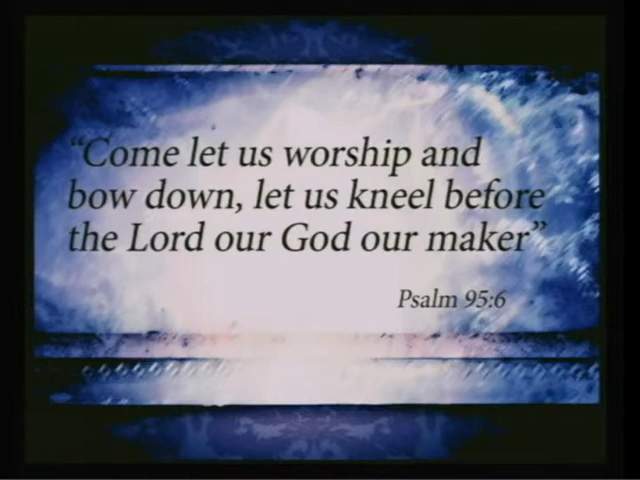 “Come let us worship and
bow down, let us kneel before
the Lord our God our maker”
Psalm 95:6